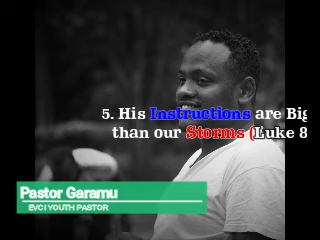 5. His Instructions are Big
than our Storms (Luke 8
Pastor Garamu
EVC | YOUTH PASTOR